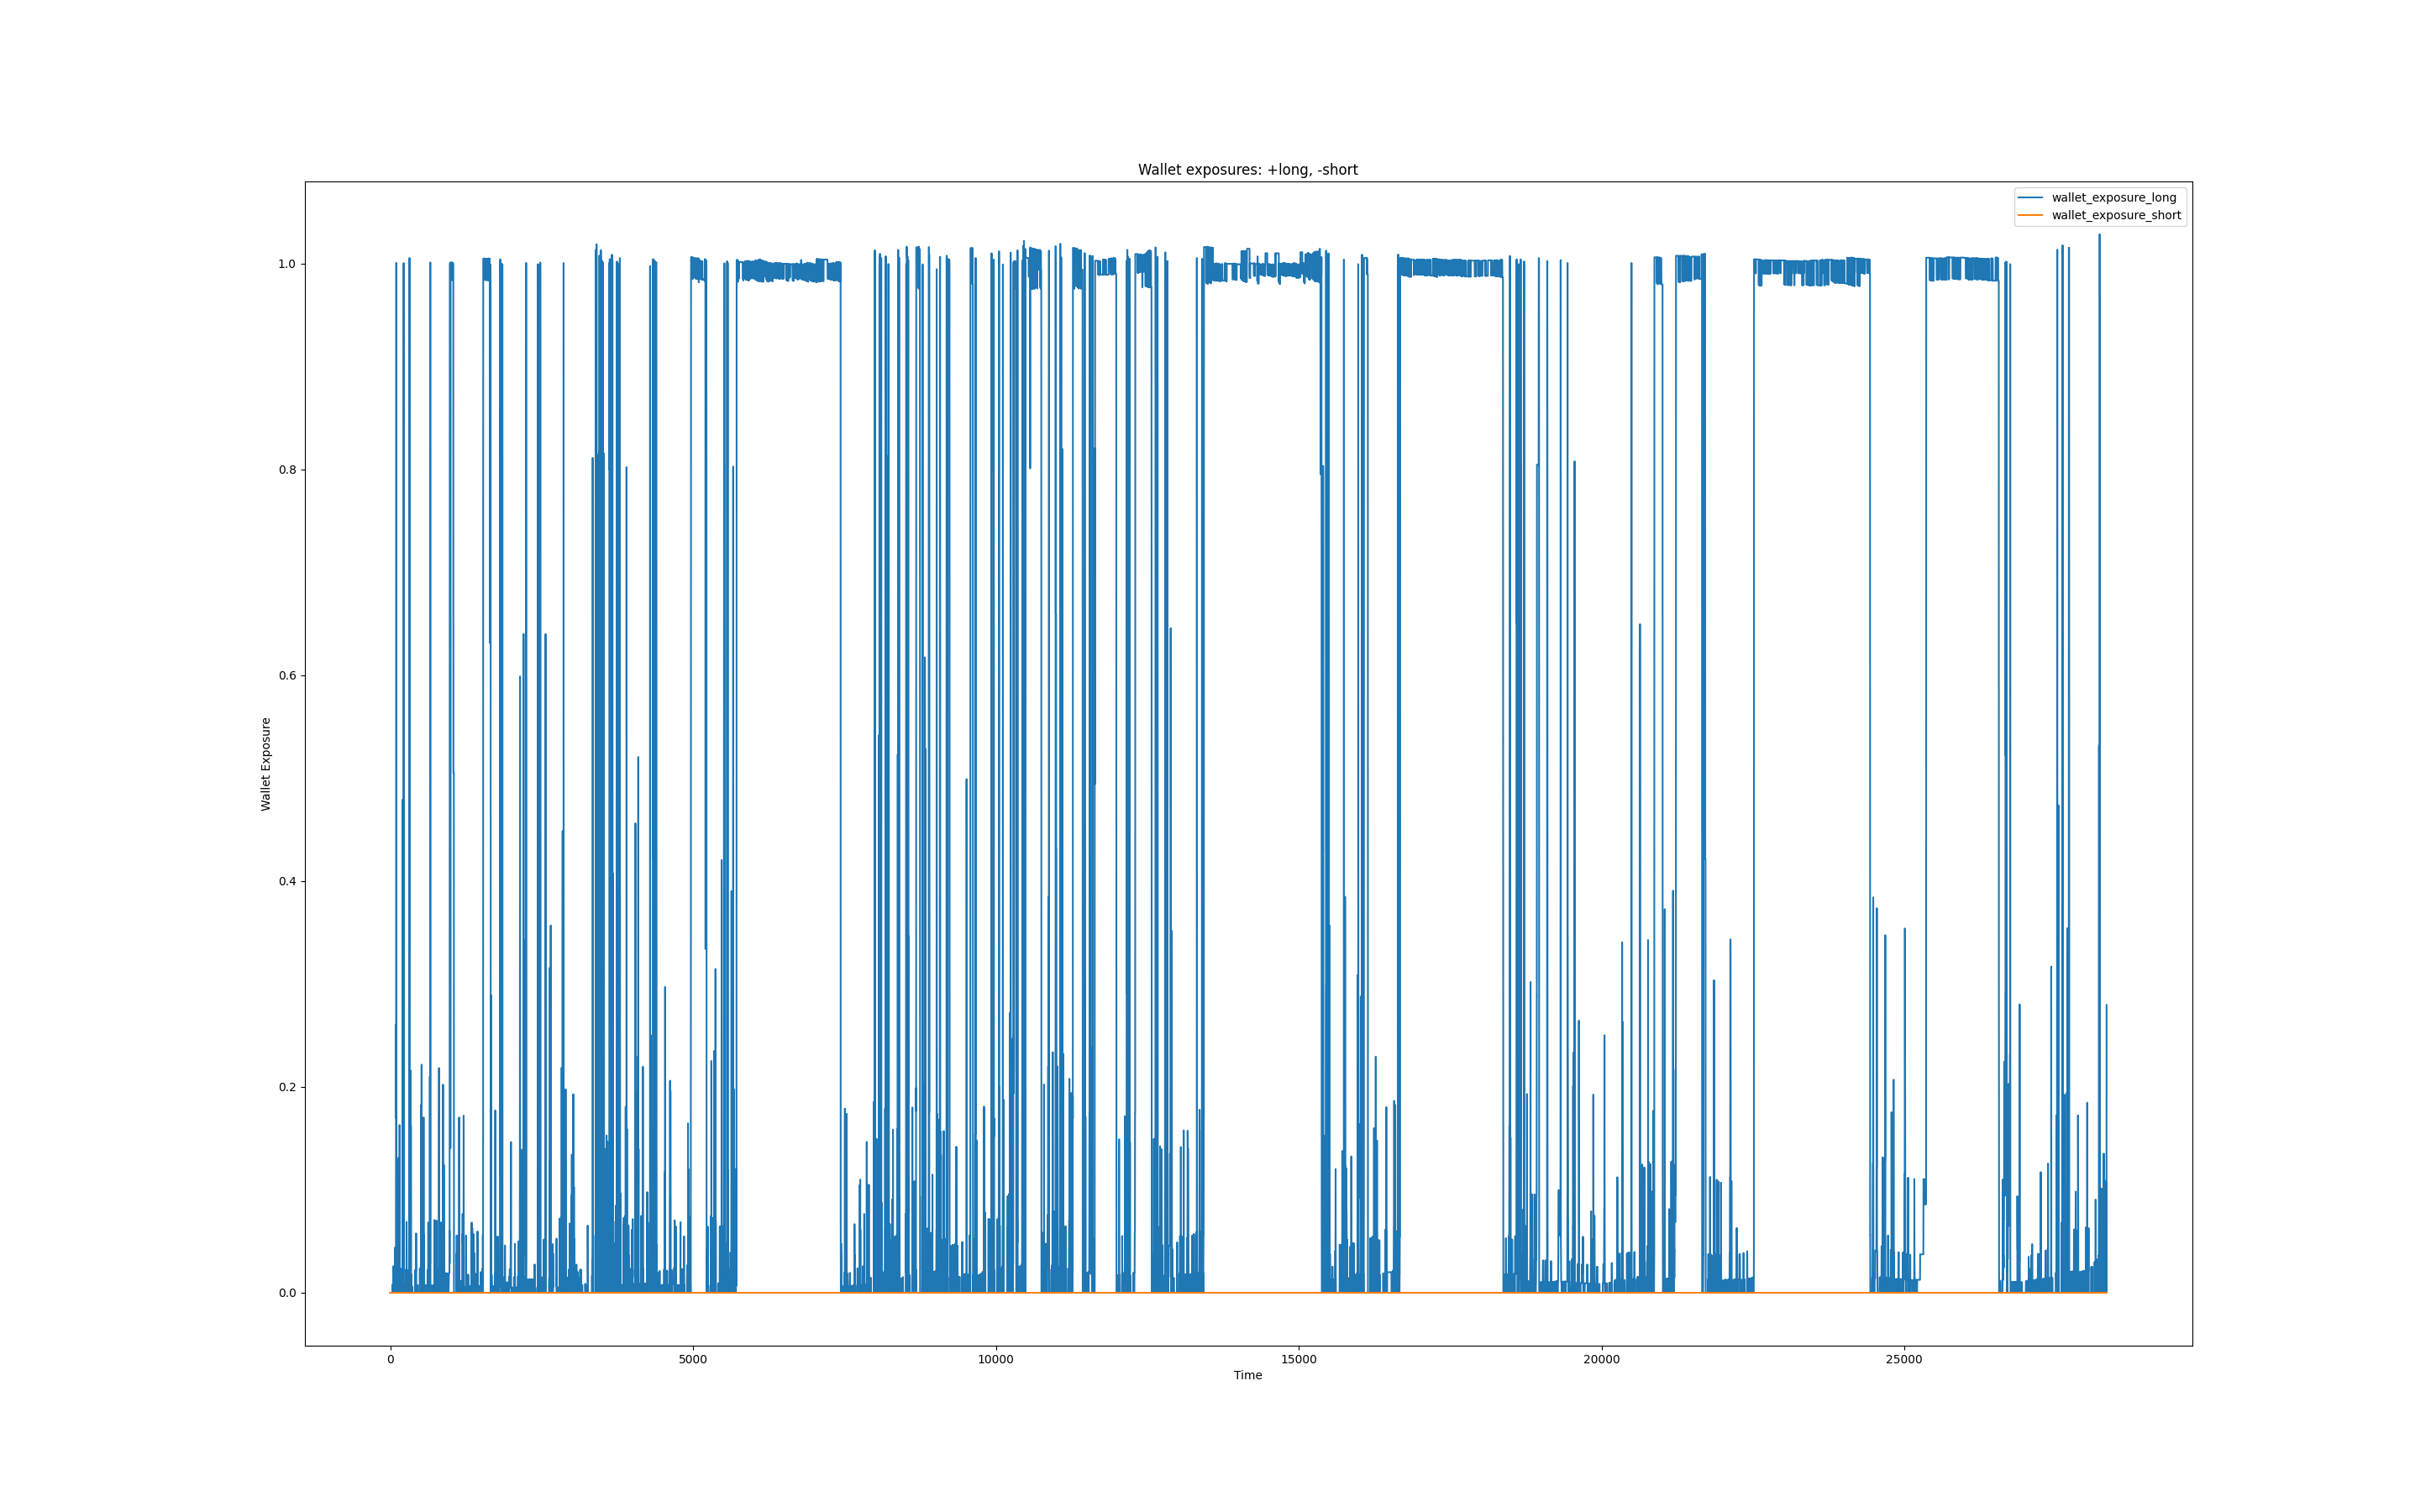 Wallet exposures: +long, -short
wallet_exposure_long
wallet_exposure_short
1.0
0.8
0.6
0.4
0.2
0.0
Wallet Exposure
0 5000 10000 15000 20000 25000
Time